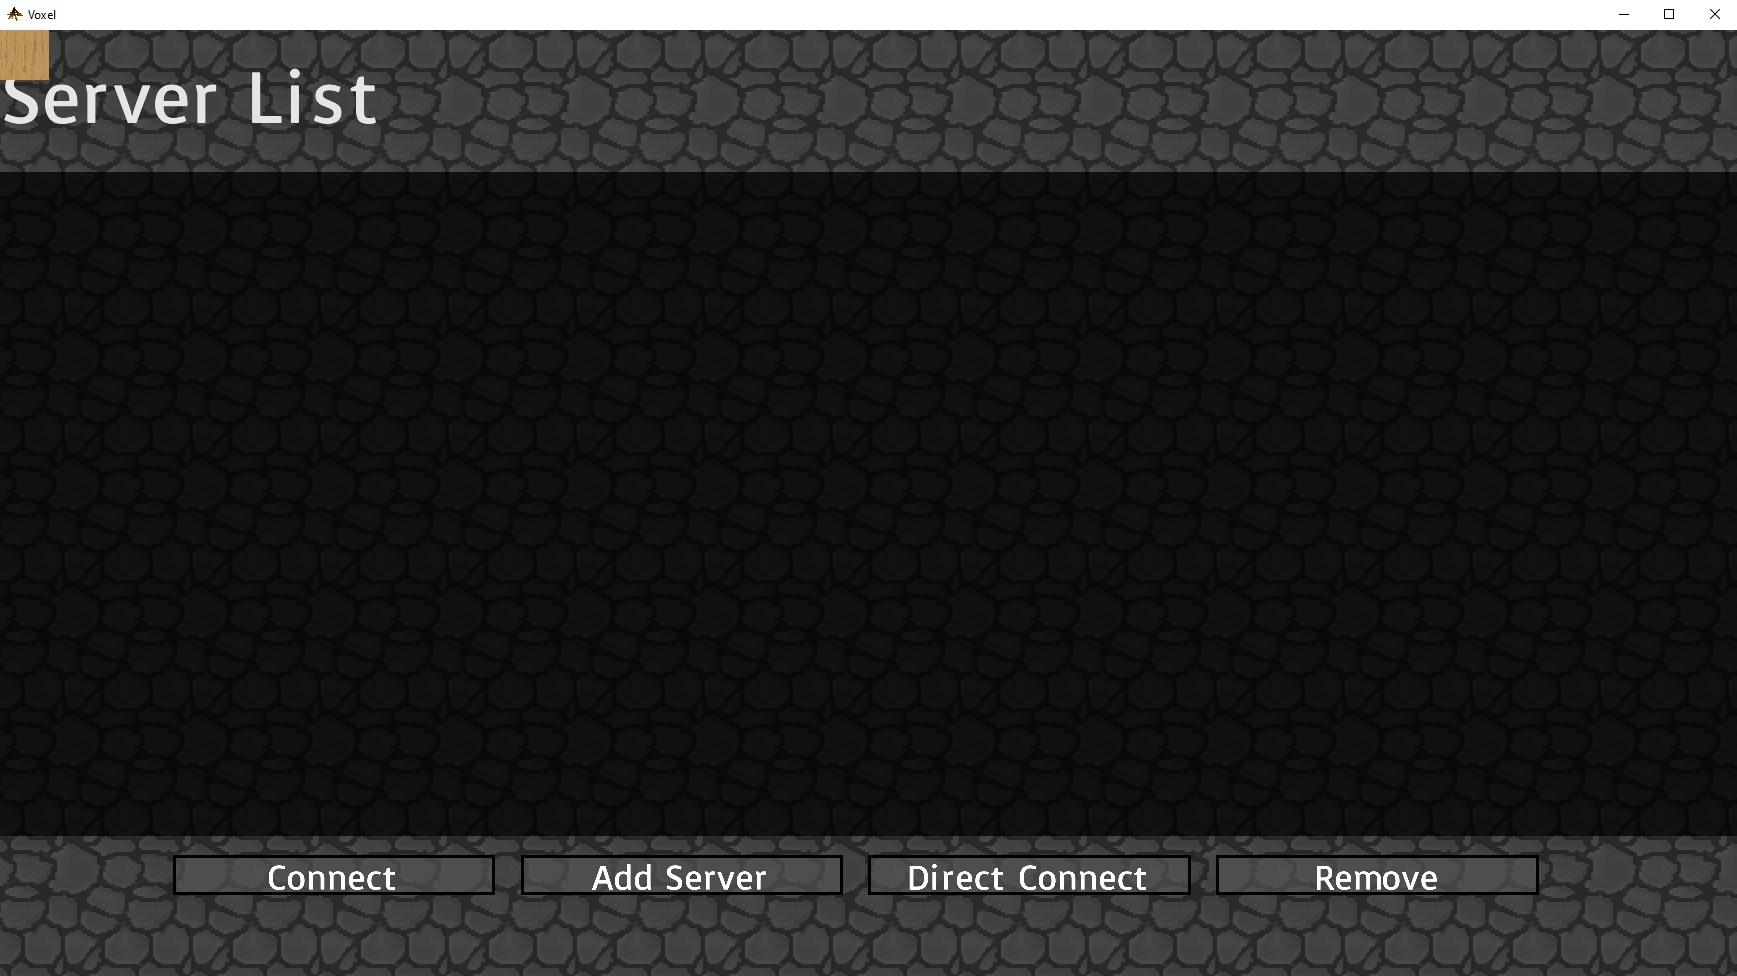 Voxel
Server List
Connect
Add Server
Direct Connect
Remove